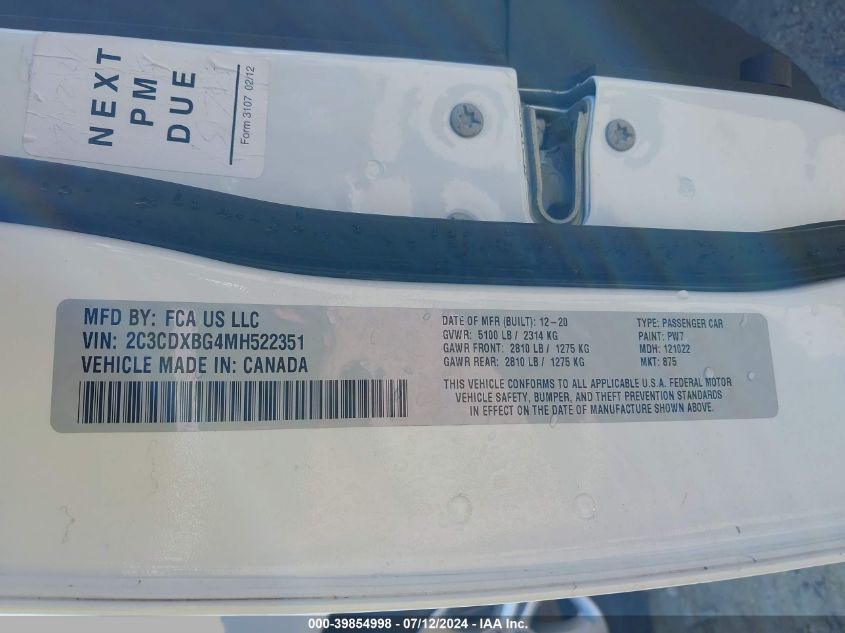 NEXT
PM
DUE
Form 3107 02/12
MFD BY: FCA US LLC
VIN: 2C3CDXBG4MH522351
VEHICLE MADE IN: CANADA
DATE OF MFR (BUILT): 12-20
GVWR: 5100 LB / 2314 KG
GAWR FRONT: 2810 LB / 1275 KG
GAWR REAR: 2810 LB / 1275 KG
TYPE: PASSENGER CAR
PAINT: PW7
MDH: 121022
MKT: 875
THIS VEHICLE CONFORMS TO ALL APPLICABLE U.S.A. FEDERAL MOTOR
VEHICLE SAFETY, BUMPER, AND THEFT PREVENTION STANDARDS
IN EFFECT ON THE DATE OF MANUFACTURE SHOWN ABOVE.
000-39854998 - 07/12/2024 - IAAI.COM